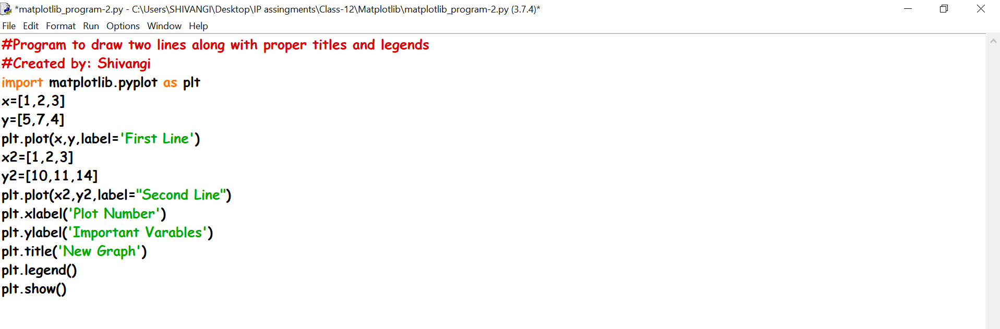 *matplotlib_program-2.py - C:\Users\SHIVANGI\Desktop\IP assingments\Class-12\Matplotlib\matplotlib_program-2.py (3.7.4)*
File Edit Format Run Options Window Help
#Program to draw two lines along with proper titles and legends
#Created by: Shivangi
import matplotlib.pyplot as plt
x=[1,2,3]
y=[5,7,4]
plt.plot(x,y,label='First Line')
x2=[1,2,3]
y2=[10,11,14]
plt.plot(x2,y2,label="Second Line")
plt.xlabel('Plot Number')
plt.ylabel('Important Varables')
plt.title('New Graph')
plt.legend()
plt.show()